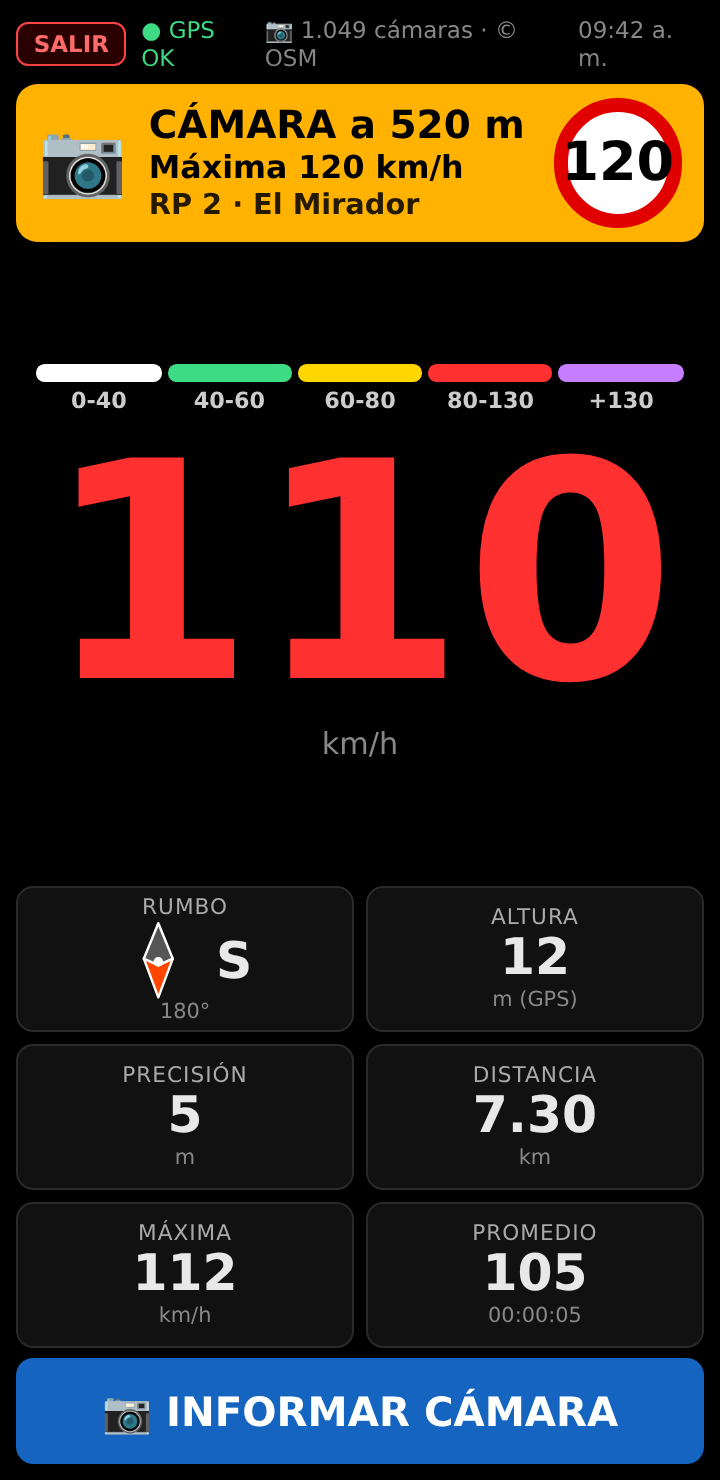 SALIR
● GPS OK
📷 1.049 cámaras · © OSM
09:42 a. m.
CÁMARA a 520 m
Máxima 120 km/h
RP 2 · El Mirador
120
0-40 40-60 60-80 80-130 +130
110
km/h
RUMBO
S
180°
ALTURA
12
m (GPS)
PRECISIÓN
5
m
DISTANCIA
7.30
km
MÁXIMA
112
km/h
PROMEDIO
105
00:00:05
📷 INFORMAR CÁMARA